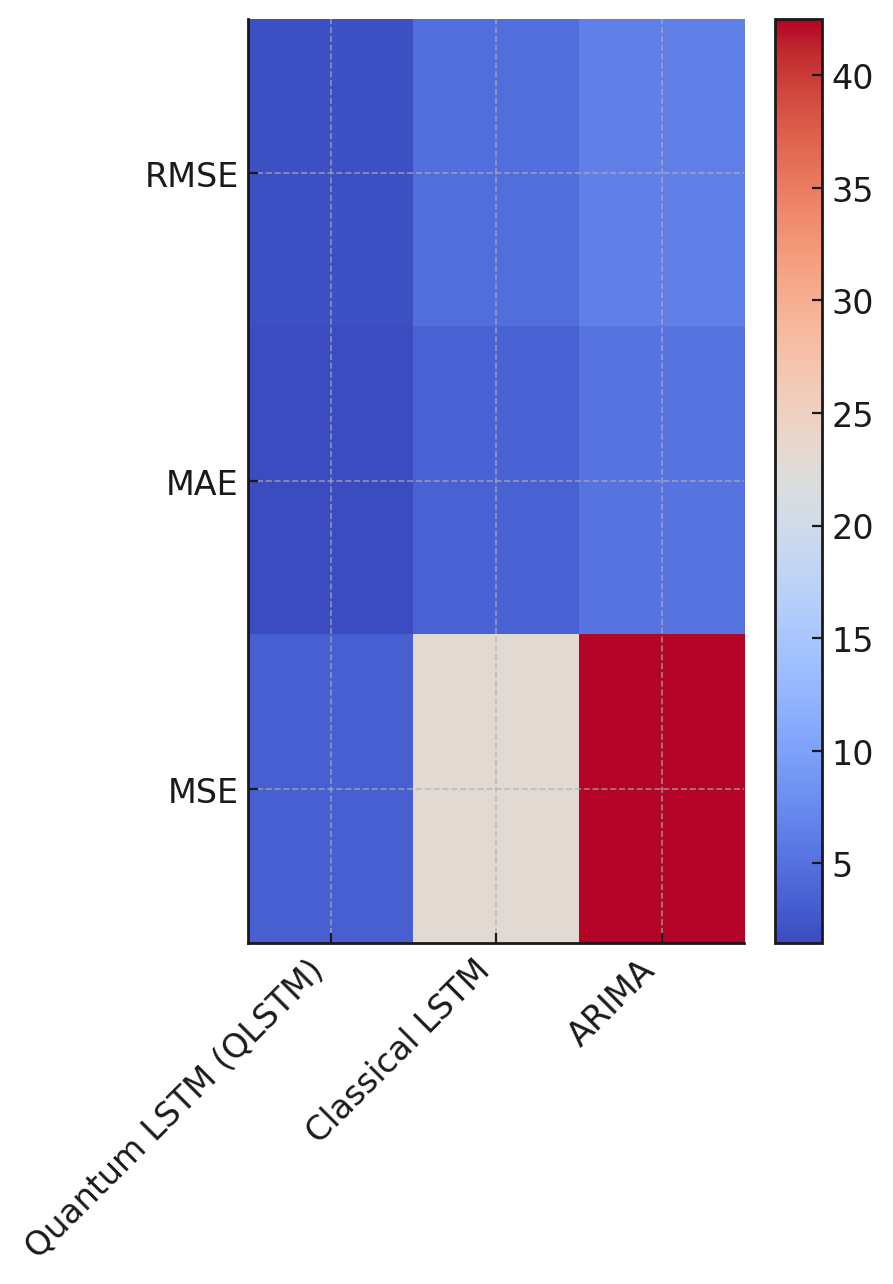 RMSE
MAE
MSE
Quantum LSTM (QLSTM)
Classical LSTM
ARIMA
40
35
30
25
20
15
10
5